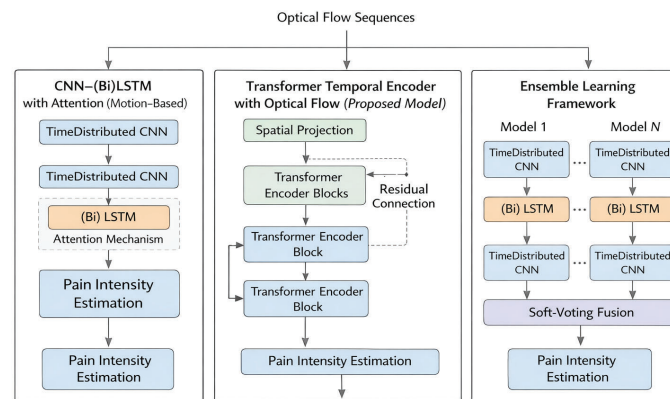 Optical Flow Sequences
CNN–(Bi)LSTM
with Attention (Motion–Based)
TimeDistributed CNN
TimeDistributed CNN
(Bi) LSTM
Attention Mechanism
Pain Intensity
Estimation
Pain Intensity
Estimation
Transformer Temporal Encoder
with Optical Flow (Proposed Model)
Spatial Projection
Transformer
Encoder Blocks
Residual
Connection
Transformer Encoder
Block
Transformer Encoder
Block
Pain Intensity Estimation
Ensemble Learning
Framework
Model 1
Model N
TimeDistributed
CNN
...
TimeDistributed
CNN
(Bi) LSTM
...
(Bi) LSTM
TimeDistributed
CNN
...
TimeDistributed
CNN
Soft-Voting Fusion
Pain Intensity
Estimation